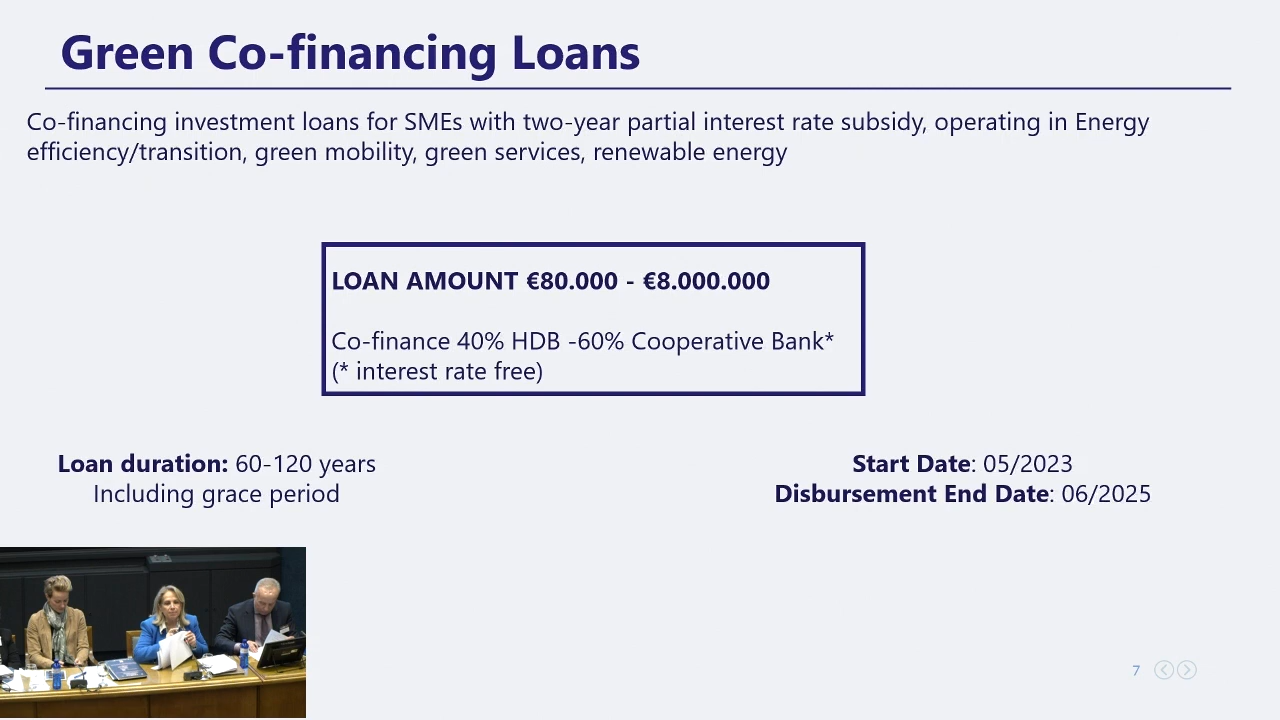 Green Co-financing Loans
Co-financing investment loans for SMEs with two-year partial interest rate subsidy, operating in Energy
efficiency/transition, green mobility, green services, renewable energy
LOAN AMOUNT €80.000 - €8.000.000
Co-finance 40% HDB -60% Cooperative Bank*
(* interest rate free)
Loan duration: 60-120 years
Including grace period
Start Date: 05/2023
Disbursement End Date: 06/2025
7